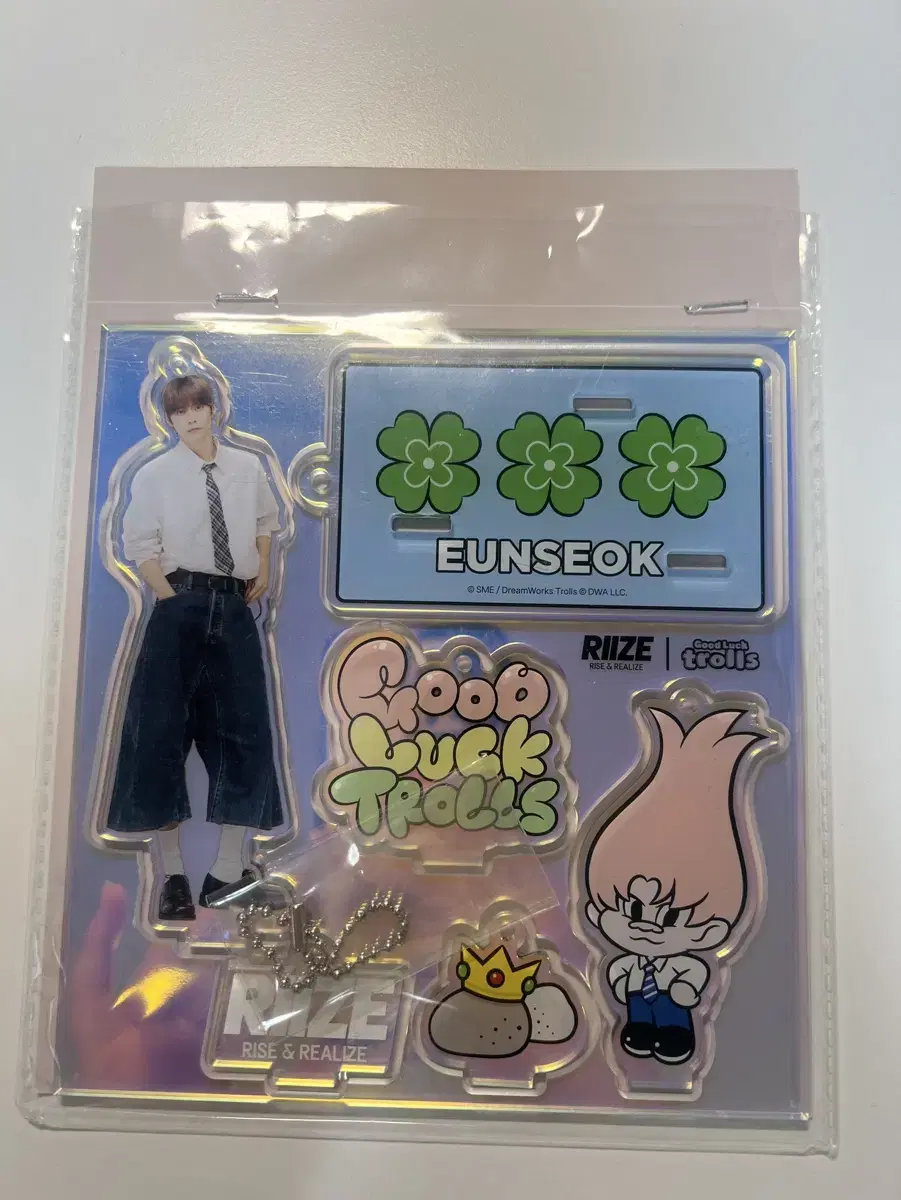 EUNSEOK
© SME / DreamWorks Trolls © DWA LLC.
RIIZE
RISE & REALIZE
Good Luck
trolls
GOOD
LUCK
TROLLS
RIIZE
RISE & REALIZE